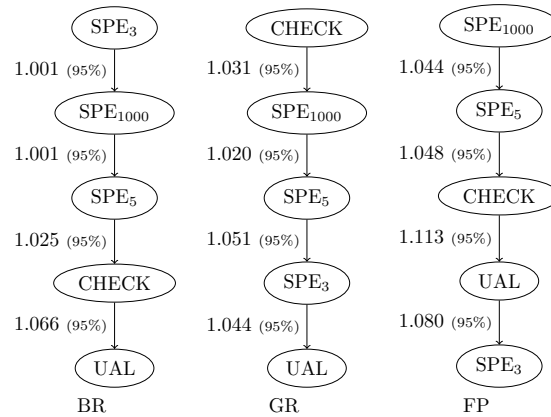 SPE₃
1.001 (95%)
SPE₁₀₀₀
1.001 (95%)
SPE₅
1.025 (95%)
CHECK
1.066 (95%)
UAL
BR
CHECK
1.031 (95%)
SPE₁₀₀₀
1.020 (95%)
SPE₅
1.051 (95%)
SPE₃
1.044 (95%)
UAL
GR
SPE₁₀₀₀
1.044 (95%)
SPE₅
1.048 (95%)
CHECK
1.113 (95%)
UAL
1.080 (95%)
SPE₃
FP